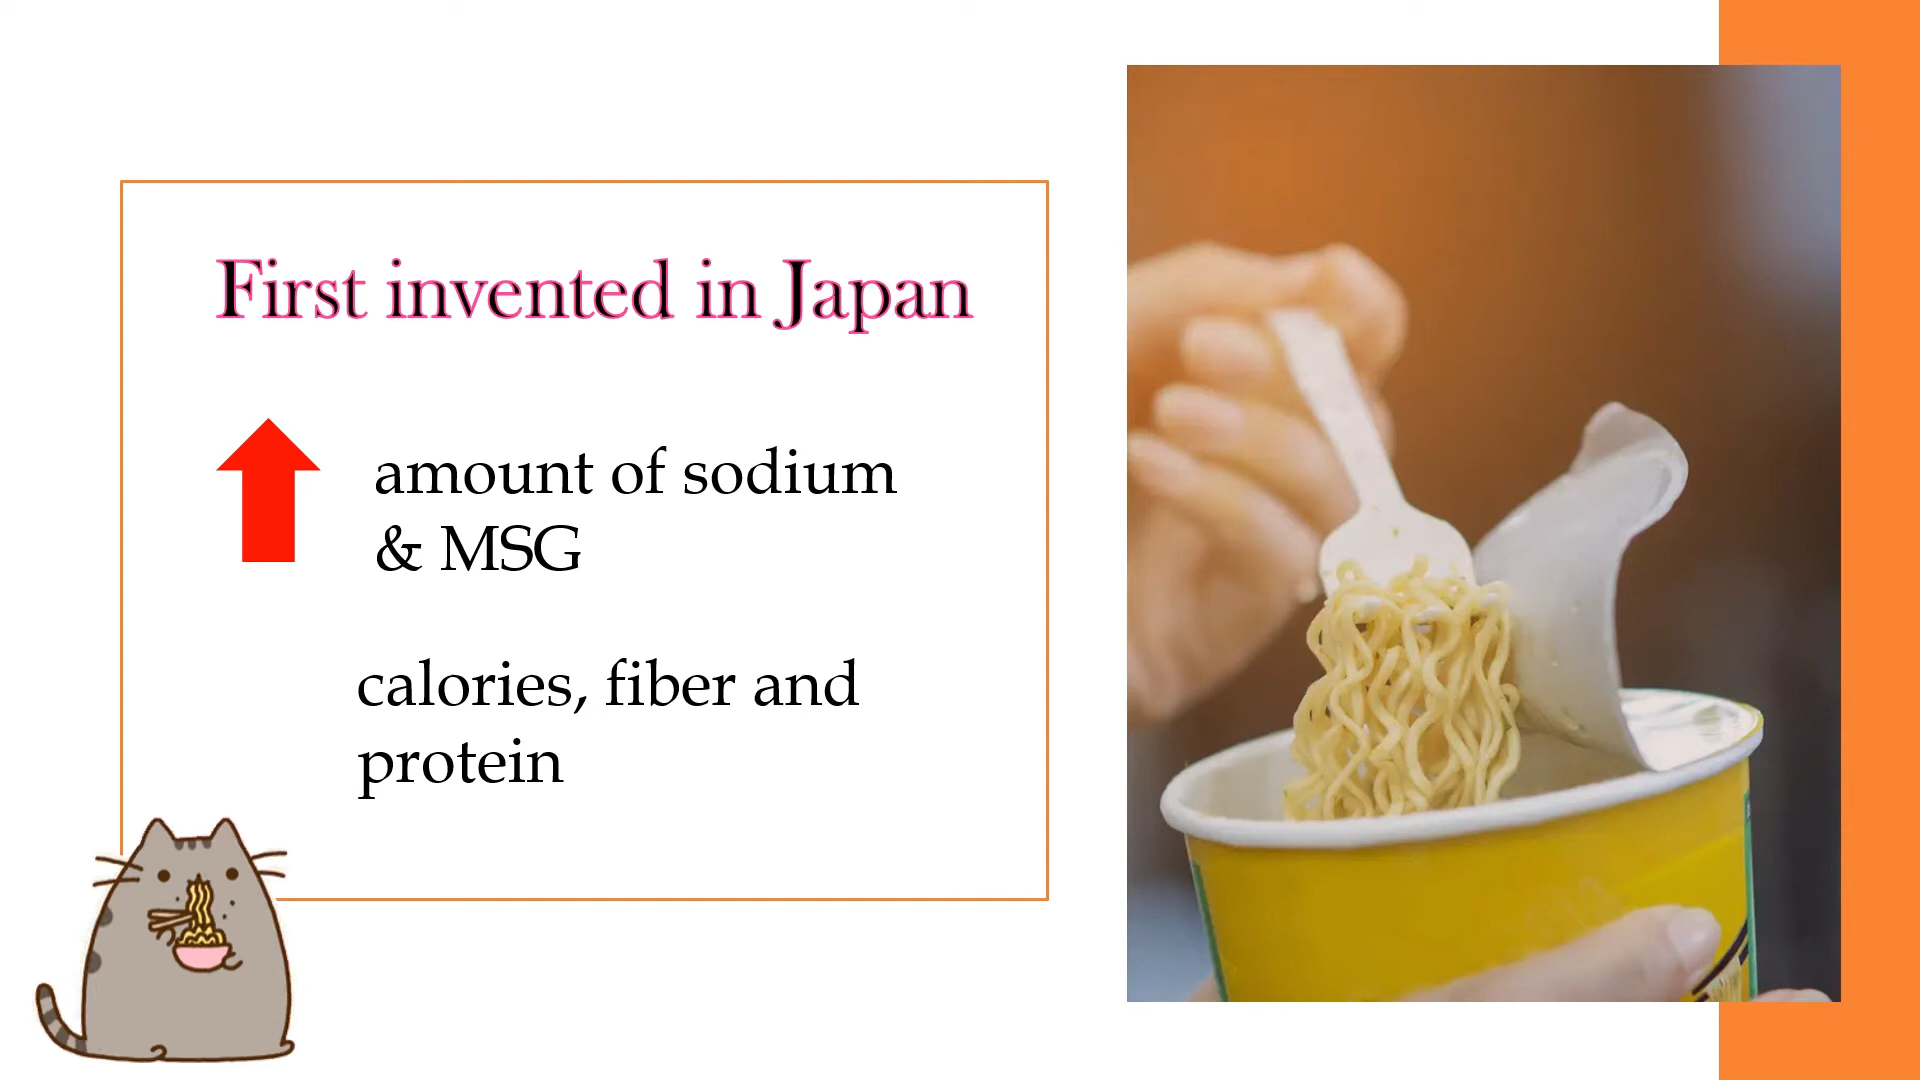 First invented in Japan
amount of sodium
& MSG
calories, fiber and
protein